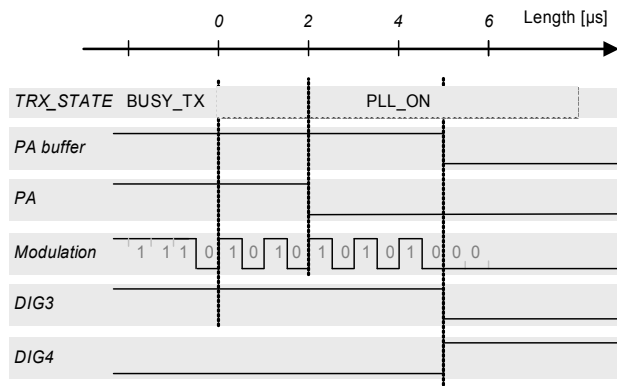 0 2 4 6 Length [µs]
TRX_STATE BUSY_TX PLL_ON
PA buffer
PA
Modulation 1 1 1 0 1 0 1 0 1 0 1 0 1 0 0 0
DIG3
DIG4